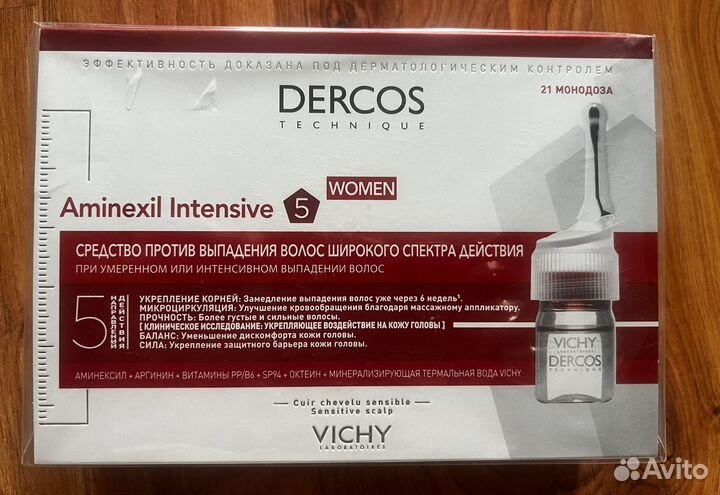 ЭФФЕКТИВНОСТЬ ДОКАЗАНА ПОД ДЕРМАТОЛОГИЧЕСКИМ КОНТРОЛЕМ
21 МОНОДОЗА
DERCOS
TECHNIQUE
WOMEN
Aminexil Intensive 5
СРЕДСТВО ПРОТИВ ВЫПАДЕНИЯ ВОЛОС ШИРОКОГО СПЕКТРА ДЕЙСТВИЯ
ПРИ УМЕРЕННОМ ИЛИ ИНТЕНСИВНОМ ВЫПАДЕНИИ ВОЛОС
5 НАПРАВЛЕНИЙ
ДЕЙСТВИЯ
УКРЕПЛЕНИЕ КОРНЕЙ: Замедление выпадения волос уже через 6 недель¹.
МИКРОЦИРКУЛЯЦИЯ: Улучшение кровообращения благодаря массажному аппликатору.
ПРОЧНОСТЬ: Более густые и сильные волосы.
[ КЛИНИЧЕСКОЕ ИССЛЕДОВАНИЕ: УКРЕПЛЯЮЩЕЕ ВОЗДЕЙСТВИЕ НА КОЖУ ГОЛОВЫ ]
БАЛАНС: Уменьшение дискомфорта кожи головы.
СИЛА: Укрепление защитного барьера кожи головы.
АМИНЕКСИЛ + АРГИНИН + ВИТАМИНЫ PP/B6 + SP94 + ОКТЕИН + МИНЕРАЛИЗИРУЮЩАЯ ТЕРМАЛЬНАЯ ВОДА VICHY
VICHY
LABORATOIRES
DERCOS
TECHNIQUE
Cuir chevelu sensible
Sensitive scalp
VICHY
LABORATOIRES
Avito